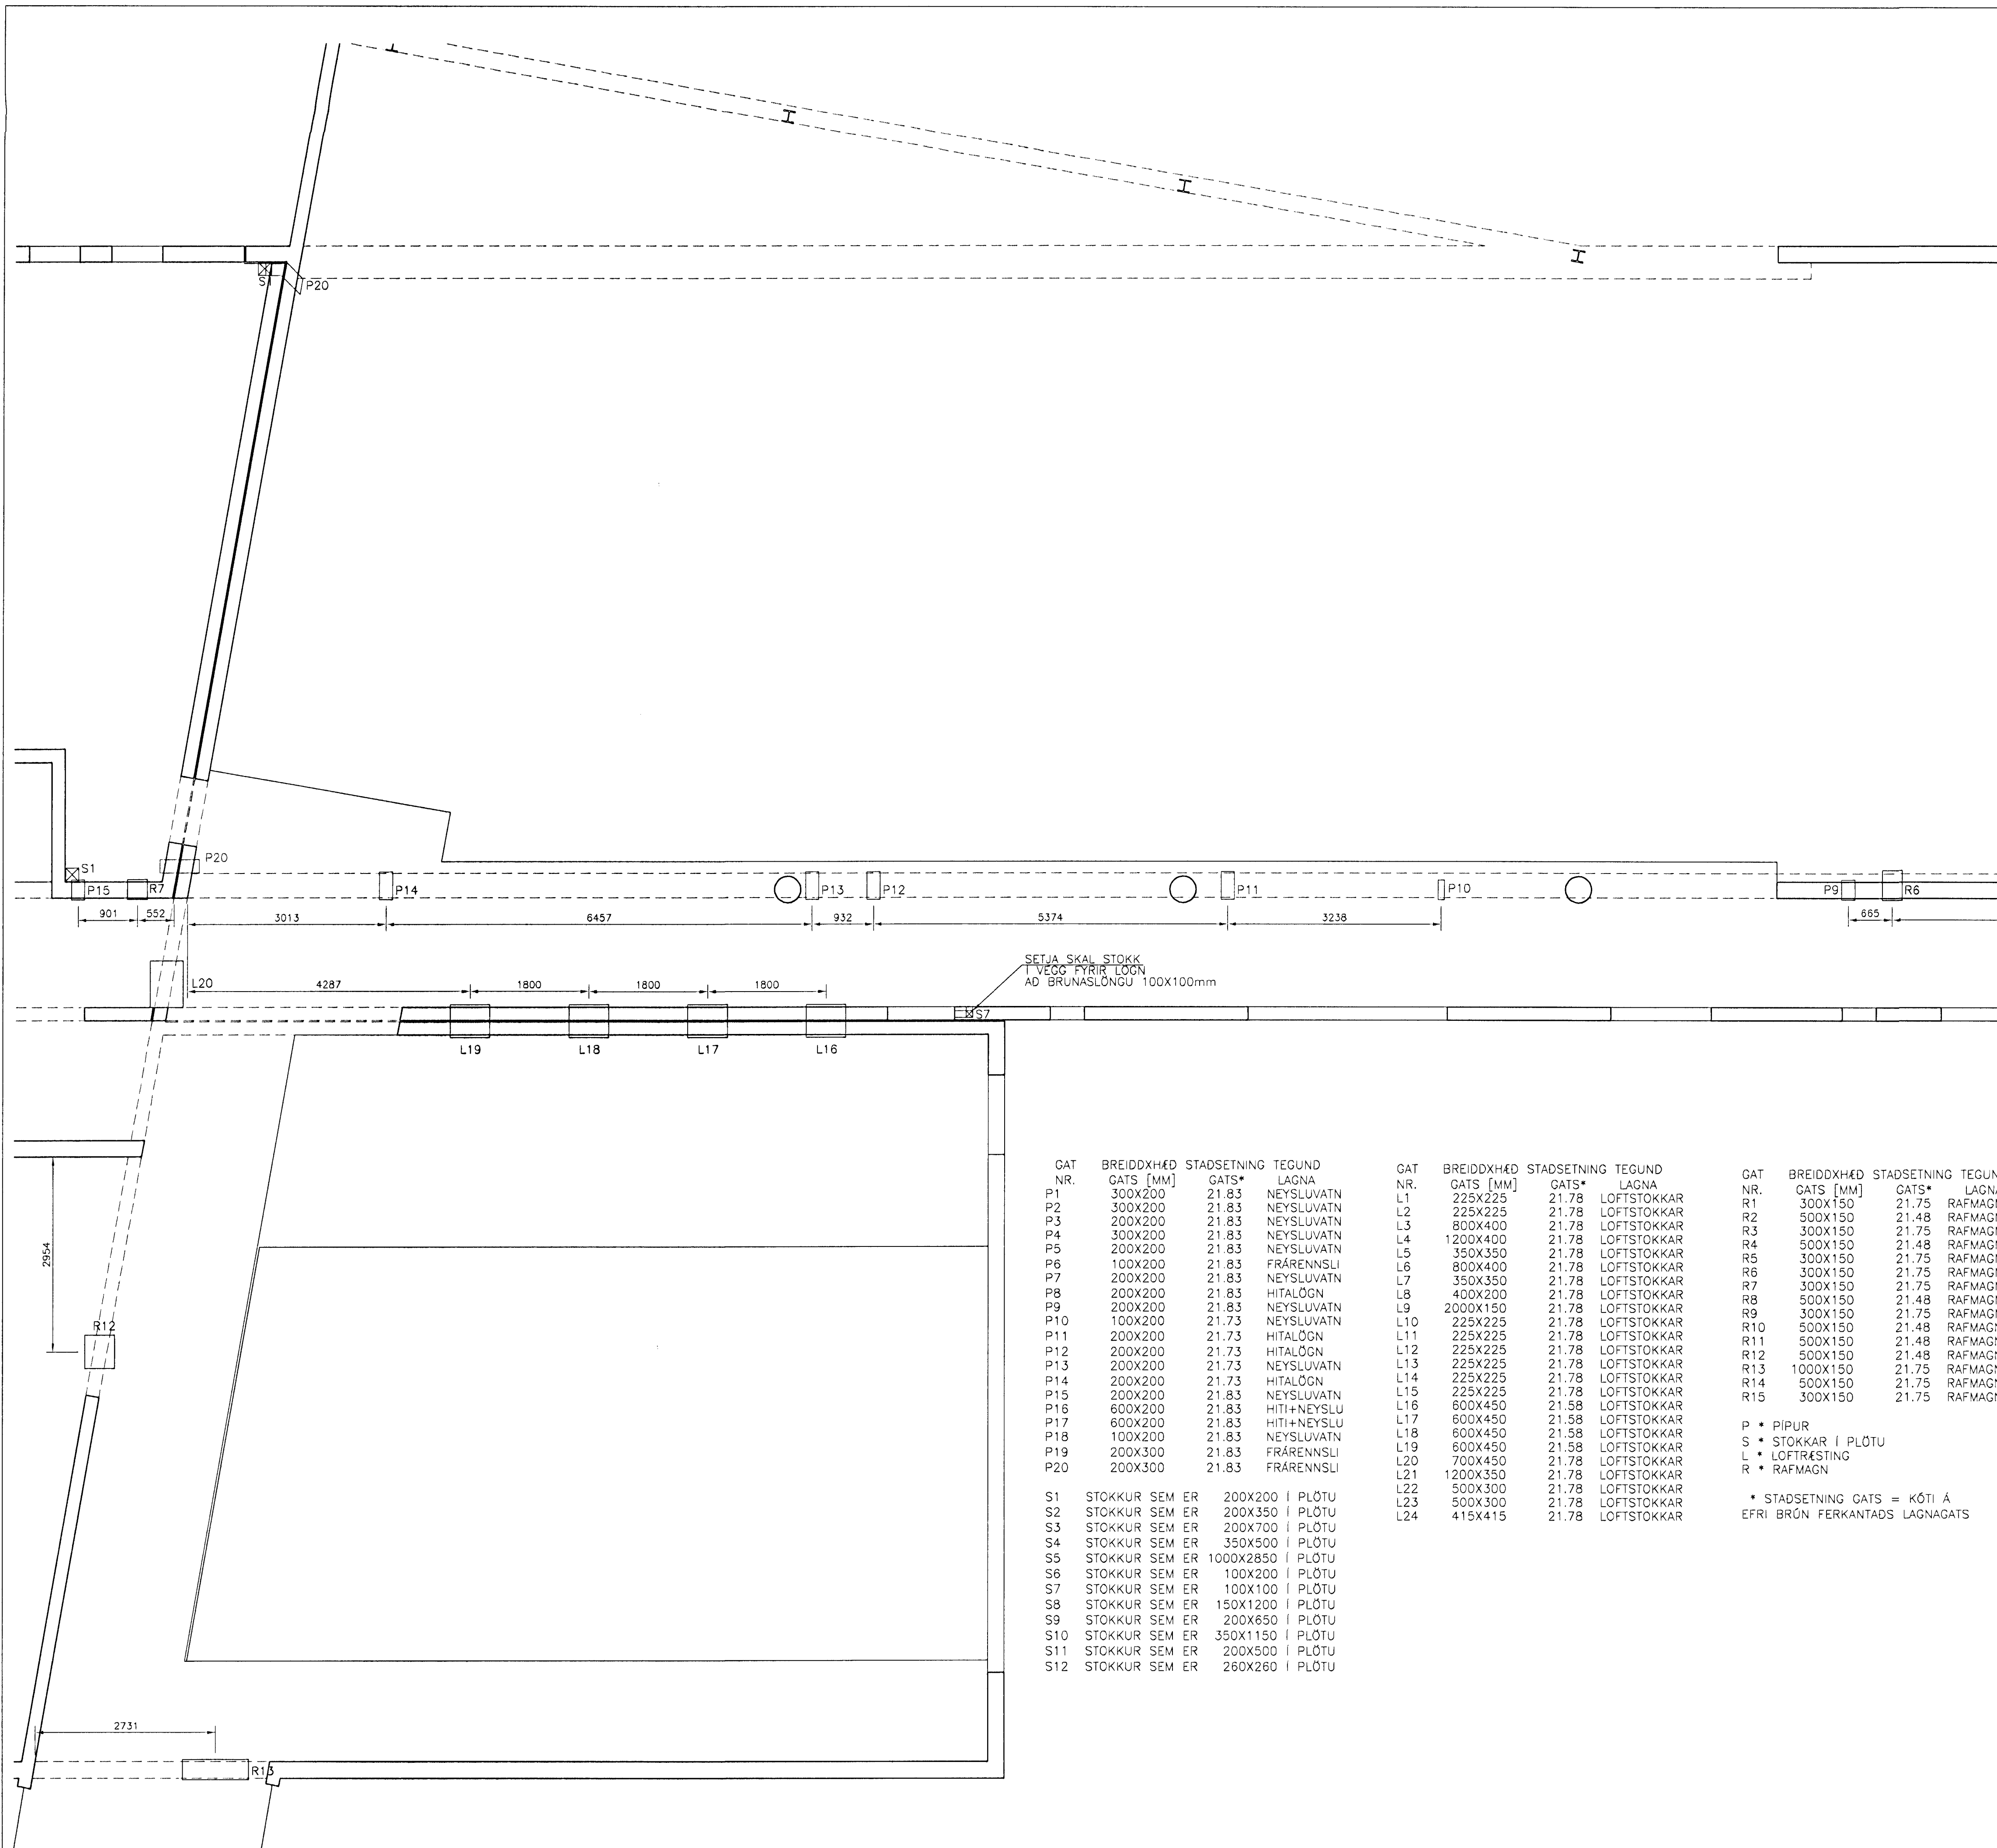 S1
P20
S1
P20
P15
R7
P14
P13
P12
P11
P10
P9
R6
901
552
3013
6457
932
5374
3238
665
SETJA SKAL STOKK
Í VEGG FYRIR LÖGN
AÐ BRUNASLÖNGU 100X100mm
L20
4287
1800
1800
1800
S7
L19
L18
L17
L16
2954
R12
2731
R13
GAT BREIDDXHÆÐ STAÐSETNING TEGUND
NR. GATS [MM] GATS* LAGNA
P1 300X200 21.83 NEYSLUVATN
P2 300X200 21.83 NEYSLUVATN
P3 200X200 21.83 NEYSLUVATN
P4 300X200 21.83 NEYSLUVATN
P5 200X200 21.83 NEYSLUVATN
P6 100X200 21.83 FRÁRENNSLI
P7 200X200 21.83 NEYSLUVATN
P8 200X200 21.83 HITALÖGN
P9 200X200 21.83 NEYSLUVATN
P10 100X200 21.73 NEYSLUVATN
P11 200X200 21.73 HITALÖGN
P12 200X200 21.73 HITALÖGN
P13 200X200 21.73 NEYSLUVATN
P14 200X200 21.73 HITALÖGN
P15 200X200 21.83 NEYSLUVATN
P16 600X200 21.83 HITI+NEYSLU
P17 600X200 21.83 HITI+NEYSLU
P18 100X200 21.83 NEYSLUVATN
P19 200X300 21.83 FRÁRENNSLI
P20 200X300 21.83 FRÁRENNSLI
S1 STOKKUR SEM ER 200X200 Í PLÖTU
S2 STOKKUR SEM ER 200X350 Í PLÖTU
S3 STOKKUR SEM ER 200X700 Í PLÖTU
S4 STOKKUR SEM ER 350X500 Í PLÖTU
S5 STOKKUR SEM ER 1000X2850 Í PLÖTU
S6 STOKKUR SEM ER 100X200 Í PLÖTU
S7 STOKKUR SEM ER 100X100 Í PLÖTU
S8 STOKKUR SEM ER 150X1200 Í PLÖTU
S9 STOKKUR SEM ER 200X650 Í PLÖTU
S10 STOKKUR SEM ER 350X1150 Í PLÖTU
S11 STOKKUR SEM ER 200X500 Í PLÖTU
S12 STOKKUR SEM ER 260X260 Í PLÖTU
GAT BREIDDXHÆÐ STAÐSETNING TEGUND
NR. GATS [MM] GATS* LAGNA
L1 225X225 21.78 LOFTSTOKKAR
L2 225X225 21.78 LOFTSTOKKAR
L3 800X400 21.78 LOFTSTOKKAR
L4 1200X400 21.78 LOFTSTOKKAR
L5 350X350 21.78 LOFTSTOKKAR
L6 800X400 21.78 LOFTSTOKKAR
L7 350X350 21.78 LOFTSTOKKAR
L8 400X200 21.78 LOFTSTOKKAR
L9 2000X150 21.78 LOFTSTOKKAR
L10 225X225 21.78 LOFTSTOKKAR
L11 225X225 21.78 LOFTSTOKKAR
L12 225X225 21.78 LOFTSTOKKAR
L13 225X225 21.78 LOFTSTOKKAR
L14 225X225 21.78 LOFTSTOKKAR
L15 225X225 21.78 LOFTSTOKKAR
L16 600X450 21.58 LOFTSTOKKAR
L17 600X450 21.58 LOFTSTOKKAR
L18 600X450 21.58 LOFTSTOKKAR
L19 600X450 21.58 LOFTSTOKKAR
L20 700X450 21.78 LOFTSTOKKAR
L21 1200X350 21.78 LOFTSTOKKAR
L22 500X300 21.78 LOFTSTOKKAR
L23 500X300 21.78 LOFTSTOKKAR
L24 415X415 21.78 LOFTSTOKKAR
GAT BREIDDXHÆÐ STAÐSETNING TEGUN
NR. GATS [MM] GATS* LAGN
R1 300X150 21.75 RAFMAG
R2 500X150 21.48 RAFMAG
R3 300X150 21.75 RAFMAG
R4 500X150 21.48 RAFMAG
R5 300X150 21.75 RAFMAG
R6 300X150 21.75 RAFMAG
R7 300X150 21.75 RAFMAG
R8 500X150 21.48 RAFMAG
R9 300X150 21.75 RAFMAG
R10 500X150 21.48 RAFMAG
R11 500X150 21.48 RAFMAG
R12 500X150 21.48 RAFMAG
R13 1000X150 21.75 RAFMAG
R14 500X150 21.75 RAFMAG
R15 300X150 21.75 RAFMAG
P * PÍPUR
S * STOKKAR Í PLÖTU
L * LOFTRÆSTING
R * RAFMAGN
* STAÐSETNING GATS = KÓTI Á
EFRI BRÚN FERKANTAÐS LAGNAGATS